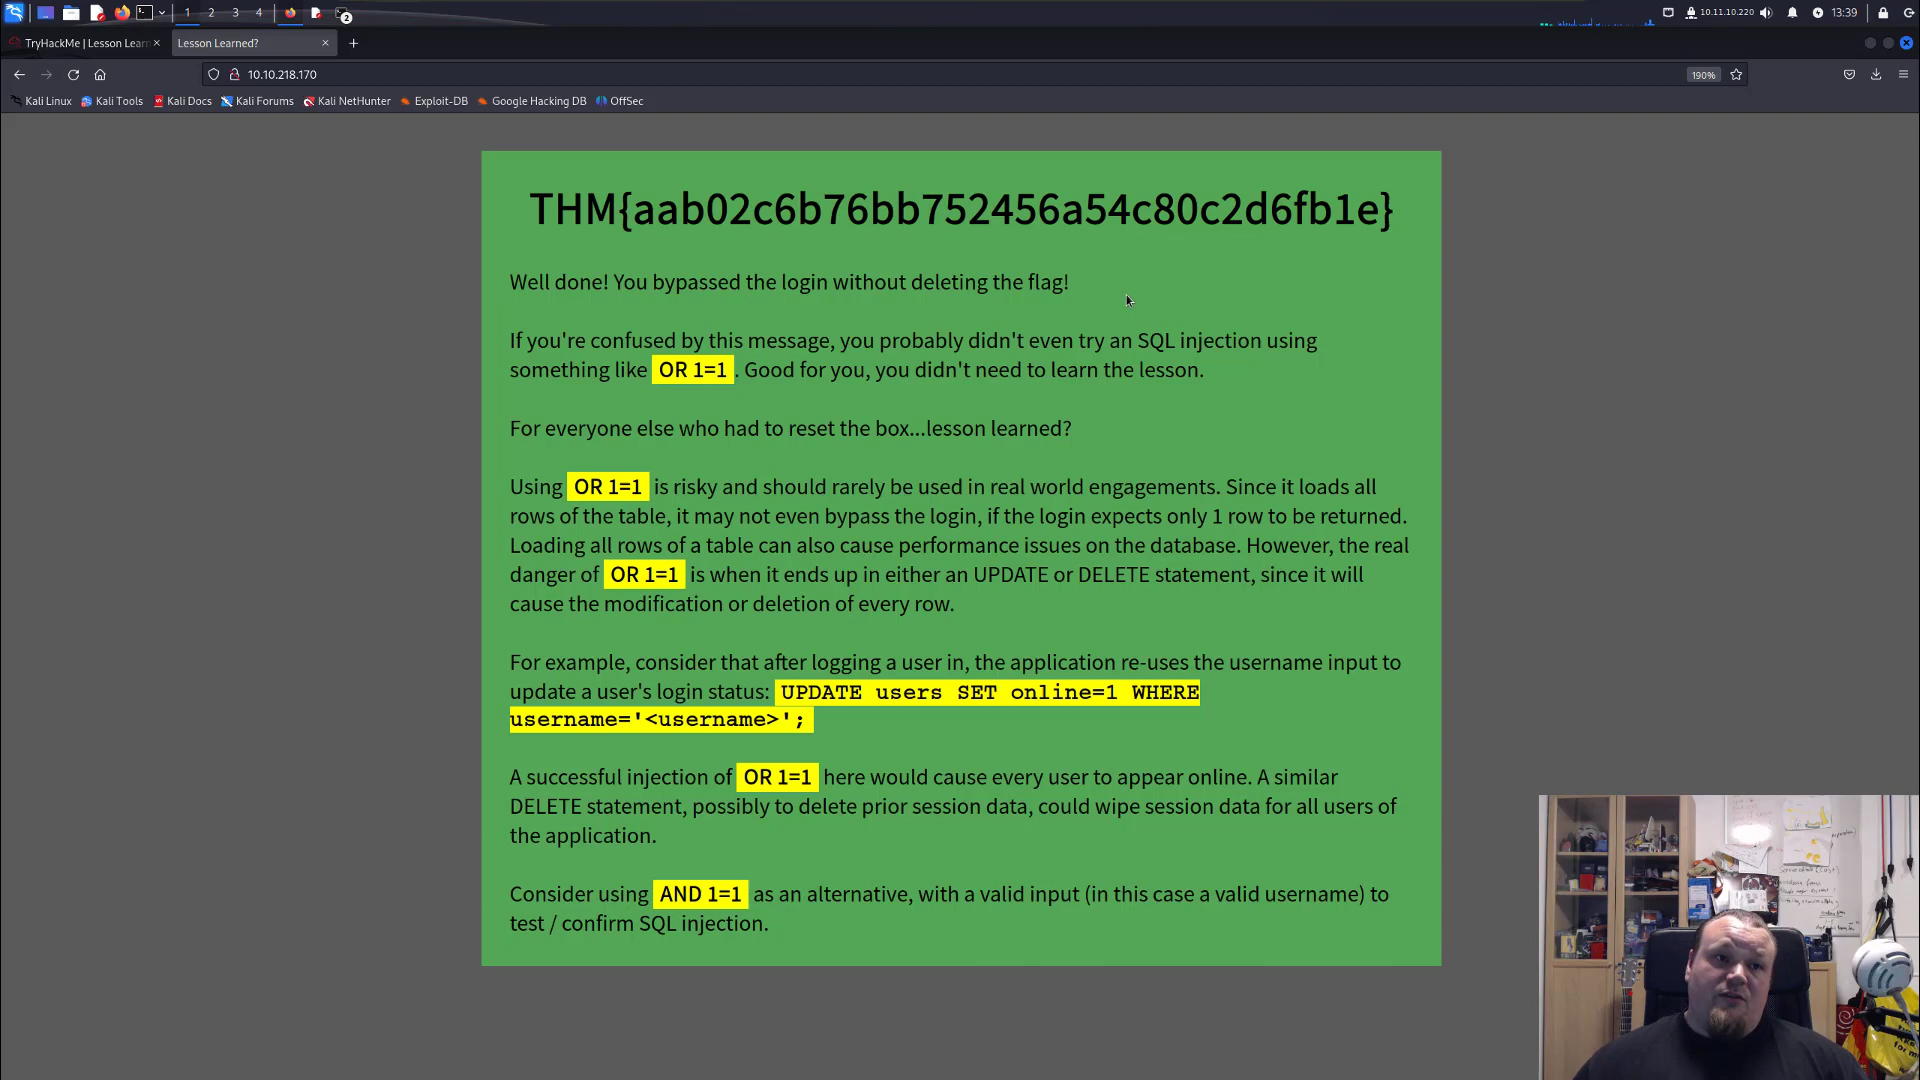 1 2 3 4
2
10.11.10.220
13:39
TryHackMe | Lesson Learn
Lesson Learned?
10.10.218.170
190%
Kali Linux Kali Tools Kali Docs Kali Forums Kali NetHunter Exploit-DB Google Hacking DB OffSec
THM{aab02c6b76bb752456a54c80c2d6fb1e}
Well done! You bypassed the login without deleting the flag!
If you're confused by this message, you probably didn't even try an SQL injection using
something like OR 1=1 . Good for you, you didn't need to learn the lesson.
For everyone else who had to reset the box...lesson learned?
Using OR 1=1 is risky and should rarely be used in real world engagements. Since it loads all
rows of the table, it may not even bypass the login, if the login expects only 1 row to be returned.
Loading all rows of a table can also cause performance issues on the database. However, the real
danger of OR 1=1 is when it ends up in either an UPDATE or DELETE statement, since it will
cause the modification or deletion of every row.
For example, consider that after logging a user in, the application re-uses the username input to
update a user's login status: UPDATE users SET online=1 WHERE
username='<username>';
A successful injection of OR 1=1 here would cause every user to appear online. A similar
DELETE statement, possibly to delete prior session data, could wipe session data for all users of
the application.
Consider using AND 1=1 as an alternative, with a valid input (in this case a valid username) to
test / confirm SQL injection.